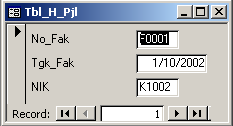 Tbl_H_Pjl
No_Fak F0001
Tgk_Fak 1/10/2002
NIK K1002
Record: 1